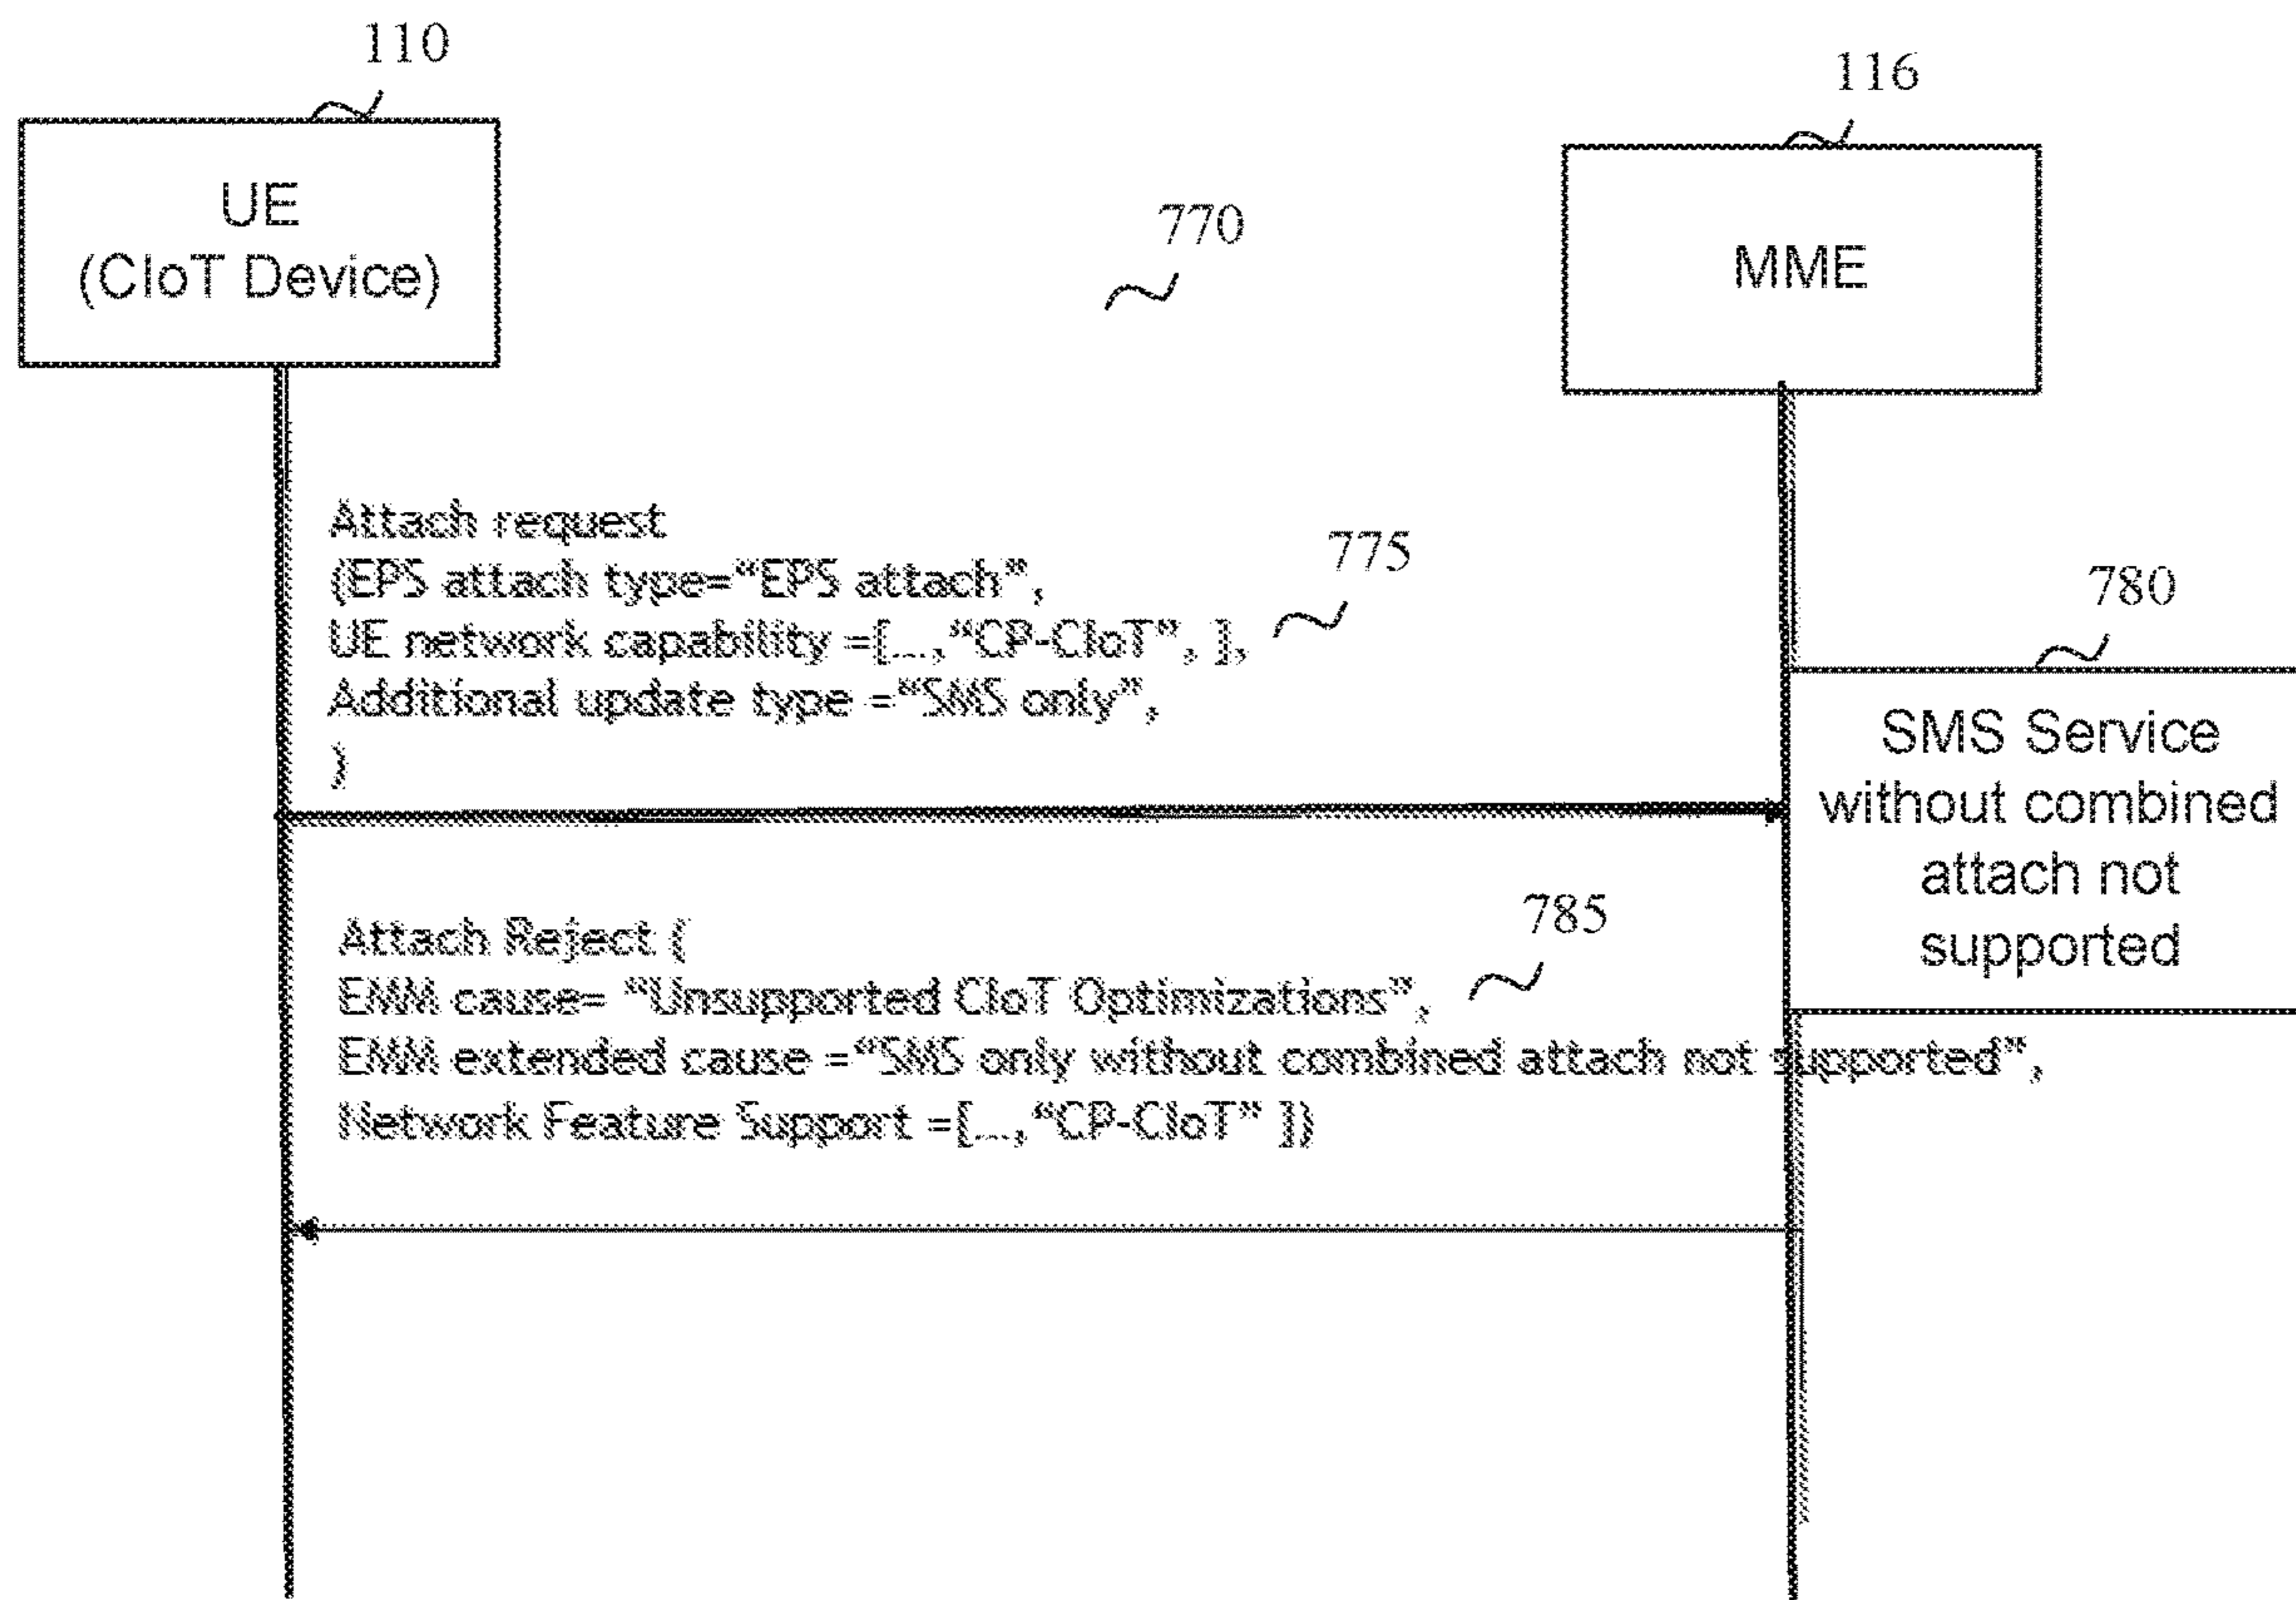 110
116
UE
(CIoT Device)
770
MME
Attach request
(EPS attach type="EPS attach",
775
UE network capability =[...,"CP-CIoT", ],
Additional update type ="SMS only",
)
780
SMS Service
without combined
attach not
supported
785
Attach Reject (
EMM cause= "Unsupported CIoT Optimizations",
EMM extended cause ="SMS only without combined attach not supported",
Network Feature Support =[...,"CP-CIoT" ])